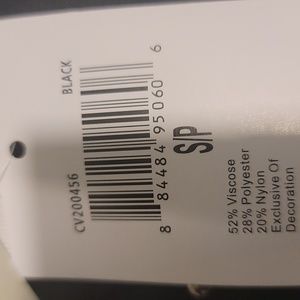 CV200456 BLACK
8 84484 95060 6
S/P
52% Viscose
28% Polyester
20% Nylon
Exclusive Of
Decoration